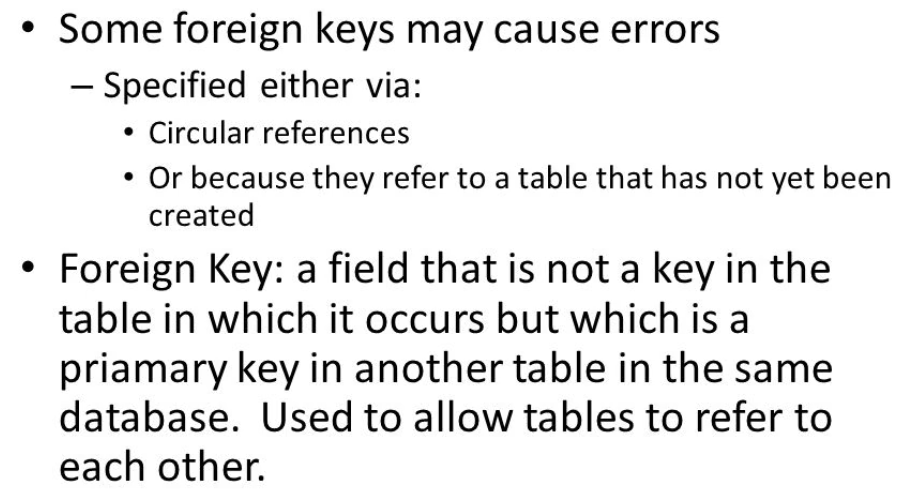 • Some foreign keys may cause errors
– Specified either via:
• Circular references
• Or because they refer to a table that has not yet been
created
• Foreign Key: a field that is not a key in the
table in which it occurs but which is a
priamary key in another table in the same
database.  Used to allow tables to refer to
each other.